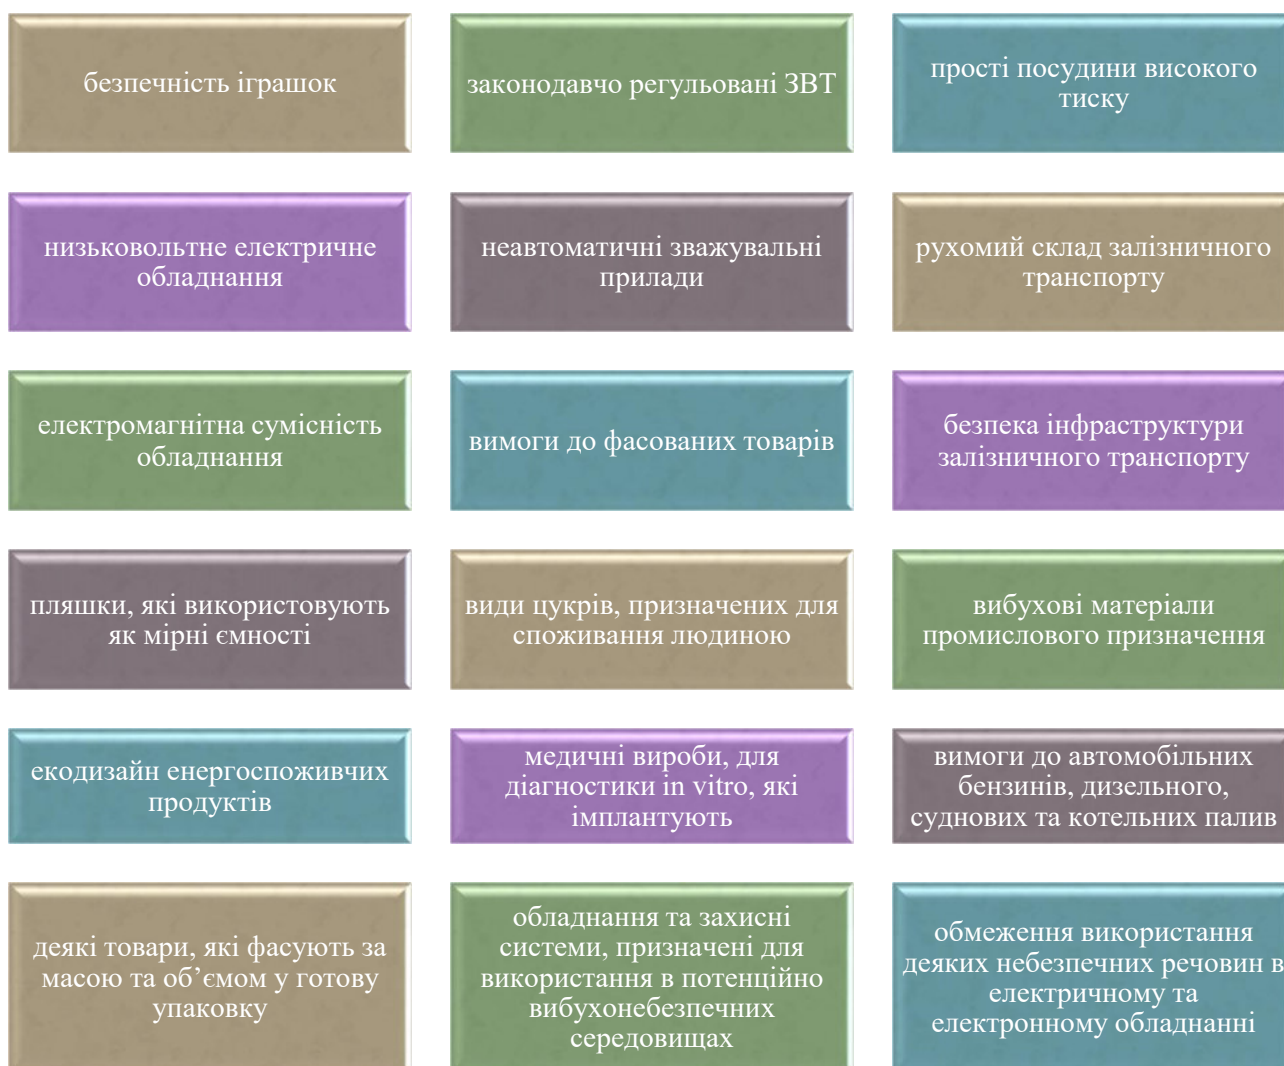 безпечність іграшок
законодавчо регульовані ЗВТ
прості посудини високого
тиску
низьковольтне електричне
обладнання
неавтоматичні зважувальні
прилади
рухомий склад залізничного
транспорту
електромагнітна сумісність
обладнання
вимоги до фасованих товарів
безпека інфраструктури
залізничного транспорту
пляшки, які використовують
як мірні ємності
види цукрів, призначених для
споживання людиною
вибухові матеріали
промислового призначення
екодизайн енергоспоживчих
продуктів
медичні вироби, для
діагностики in vitro, які
імплантують
вимоги до автомобільних
бензинів, дизельного,
суднових та котельних палив
деякі товари, які фасують за
масою та об’ємом у готову
упаковку
обладнання та захисні
системи, призначені для
використання в потенційно
вибухонебезпечних
середовищах
обмеження використання
деяких небезпечних речовин в
електричному та
електронному обладнанні